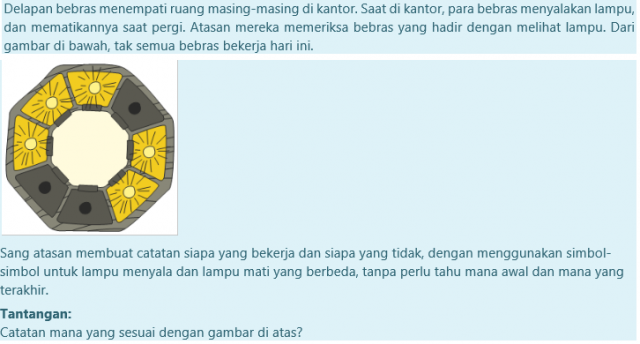 Delapan bebras menempati ruang masing-masing di kantor. Saat di kantor, para bebras menyalakan lampu,
dan mematikannya saat pergi. Atasan mereka memeriksa bebras yang hadir dengan melihat lampu. Dari
gambar di bawah, tak semua bebras bekerja hari ini.
Sang atasan membuat catatan siapa yang bekerja dan siapa yang tidak, dengan menggunakan simbol-
simbol untuk lampu menyala dan lampu mati yang berbeda, tanpa perlu tahu mana awal dan mana yang
terakhir.
Tantangan:
Catatan mana yang sesuai dengan gambar di atas?